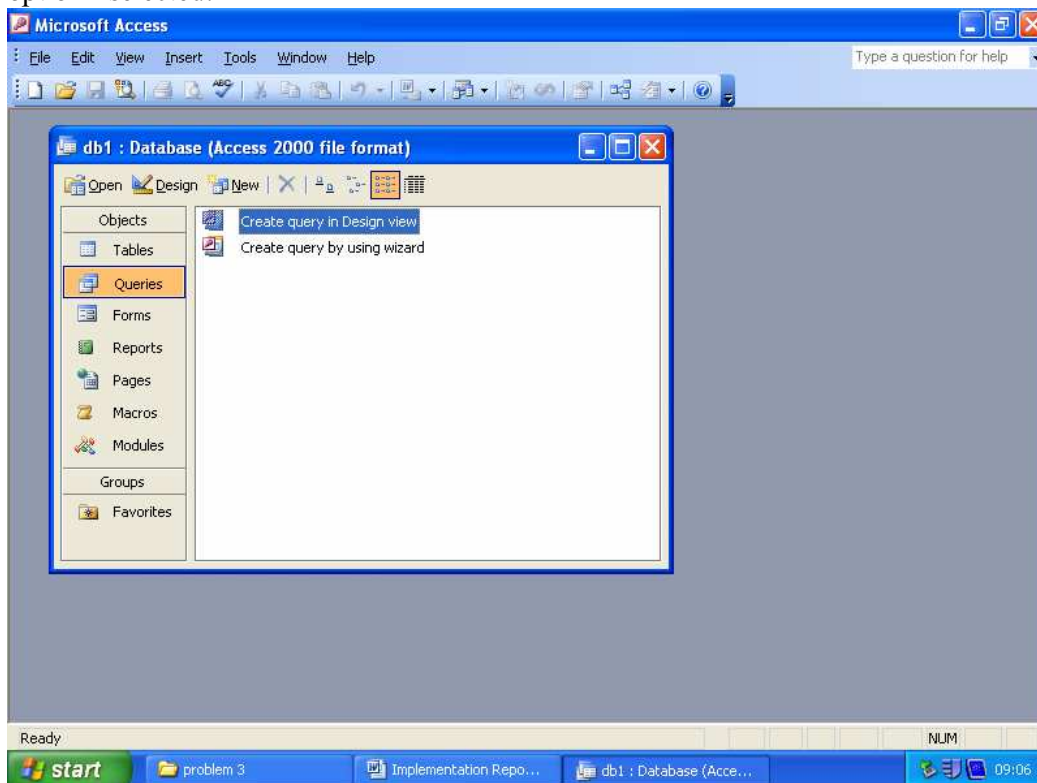 Microsoft Access
File Edit View Insert Tools Window Help
Type a question for help
db1 : Database (Access 2000 file format)
Open Design New
Objects
Tables
Queries
Forms
Reports
Pages
Macros
Modules
Groups
Favorites
Create query in Design view
Create query by using wizard
Ready
NUM
start
problem 3
Implementation Repo...
db1 : Database (Acce...
09:06